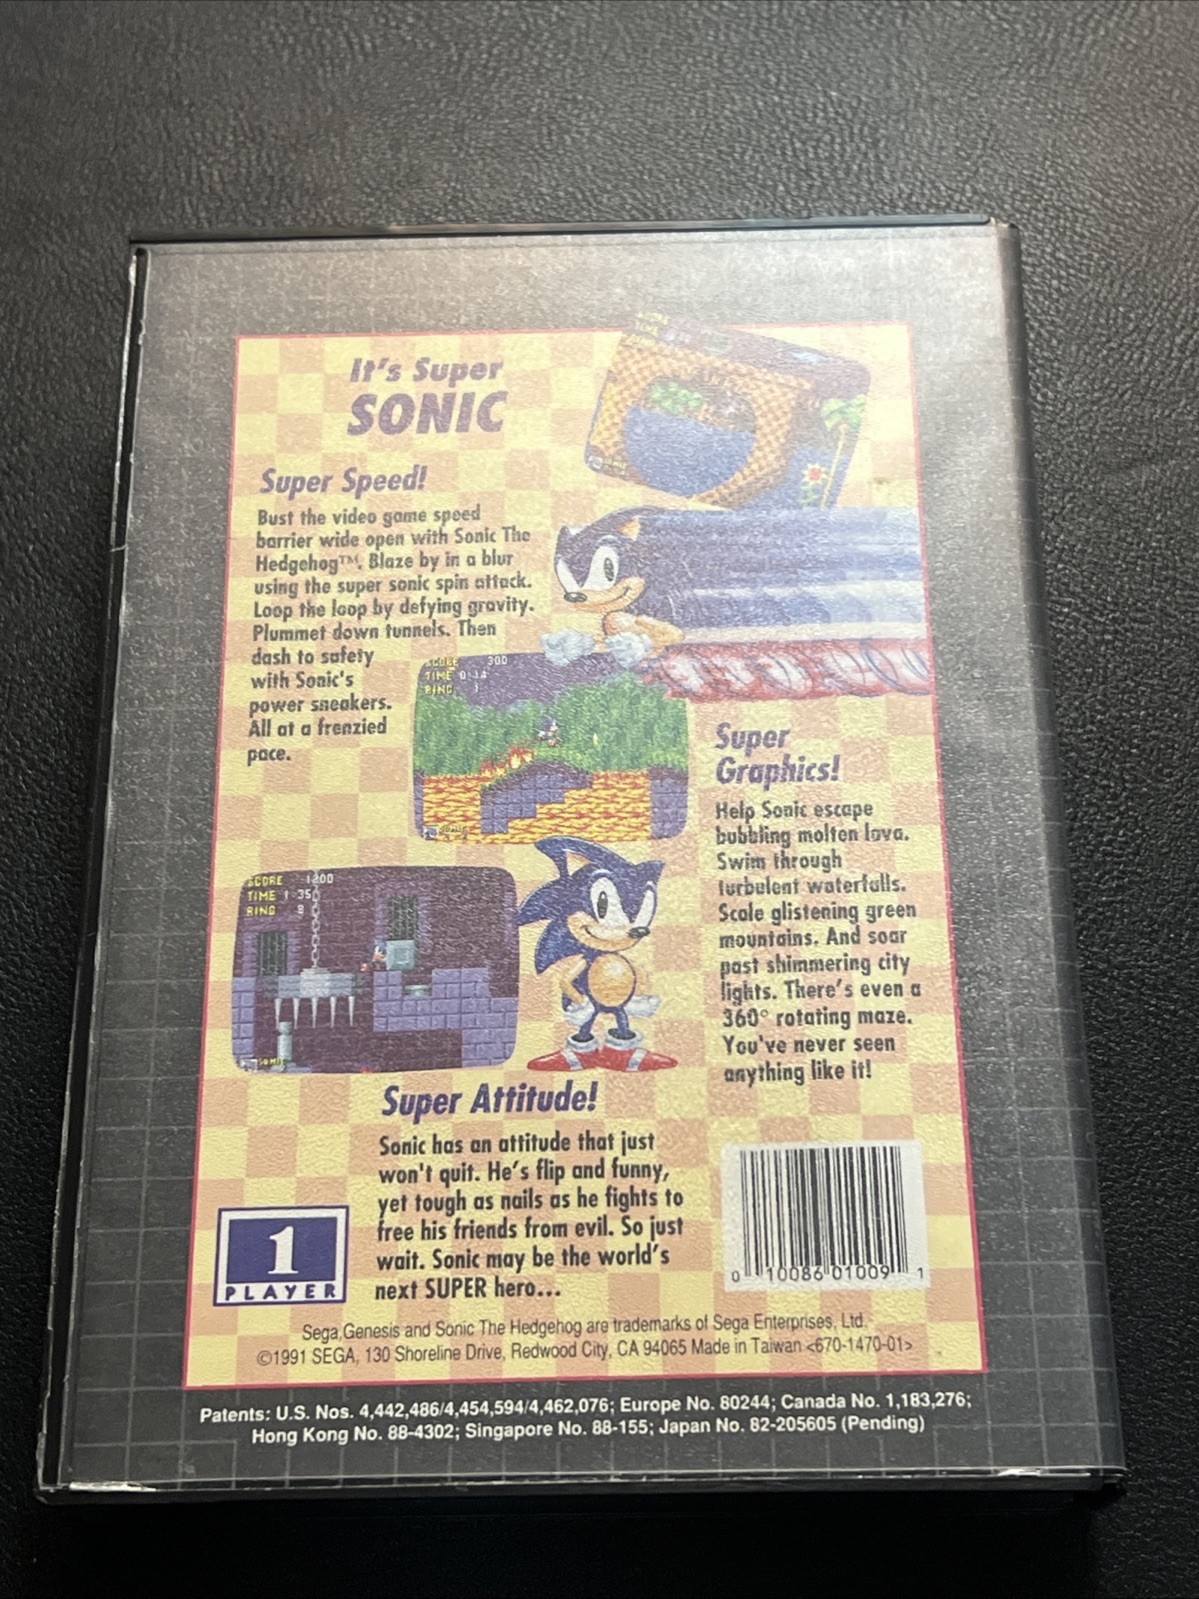 It's Super
SONIC
Super Speed!
Bust the video game speed
barrier wide open with Sonic The
Hedgehog™. Blaze by in a blur
using the super sonic spin attack.
Loop the loop by defying gravity.
Plummet down tunnels. Then
dash to safety
with Sonic's
power sneakers.
All at a frenzied
pace.
SCORE
TIME
SCORE 300
TIME 0:14
RING 1
Super
Graphics!
Help Sonic escape
bubbling molten lava.
Swim through
turbulent waterfalls.
Scale glistening green
mountains. And soar
past shimmering city
lights. There's even a
360° rotating maze.
You've never seen
anything like it!
SCORE 1200
TIME 1:35
RING 8
SONIC
Super Attitude!
Sonic has an attitude that just
won't quit. He's flip and funny,
yet tough as nails as he fights to
free his friends from evil. So just
wait. Sonic may be the world's
next SUPER hero...
1
PLAYER
0 10086 01009 1
Sega,Genesis and Sonic The Hedgehog are trademarks of Sega Enterprises, Ltd.
©1991 SEGA, 130 Shoreline Drive, Redwood City, CA 94065 Made in Taiwan <670-1470-01>
Patents: U.S. Nos. 4,442,486/4,454,594/4,462,076; Europe No. 80244; Canada No. 1,183,276;
Hong Kong No. 88-4302; Singapore No. 88-155; Japan No. 82-205605 (Pending)